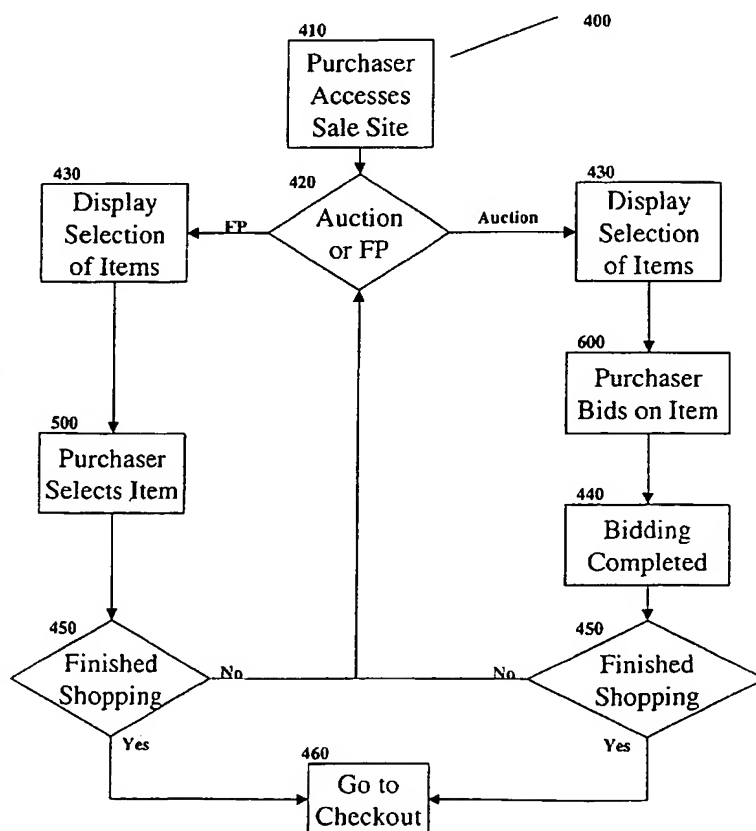 400
410
Purchaser
Accesses
Sale Site
420
Auction
or FP
FP
Auction
430
Display
Selection
of Items
430
Display
Selection
of Items
600
Purchaser
Bids on Item
500
Purchaser
Selects Item
440
Bidding
Completed
450
Finished
Shopping
No
Yes
450
Finished
Shopping
No
Yes
460
Go to
Checkout